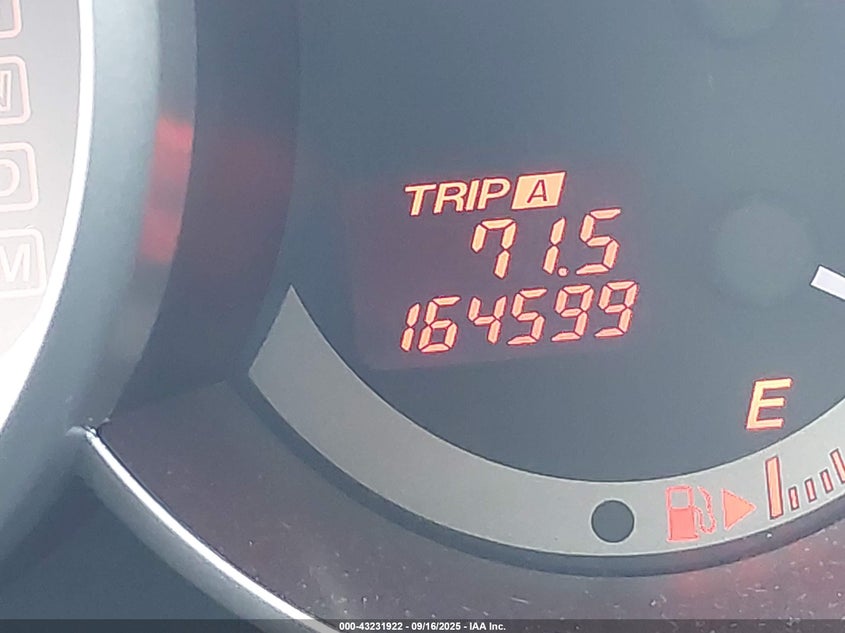 TRIP A
71.5
164599
E
000-43231922 - 09/16/2025 - IAA Inc.